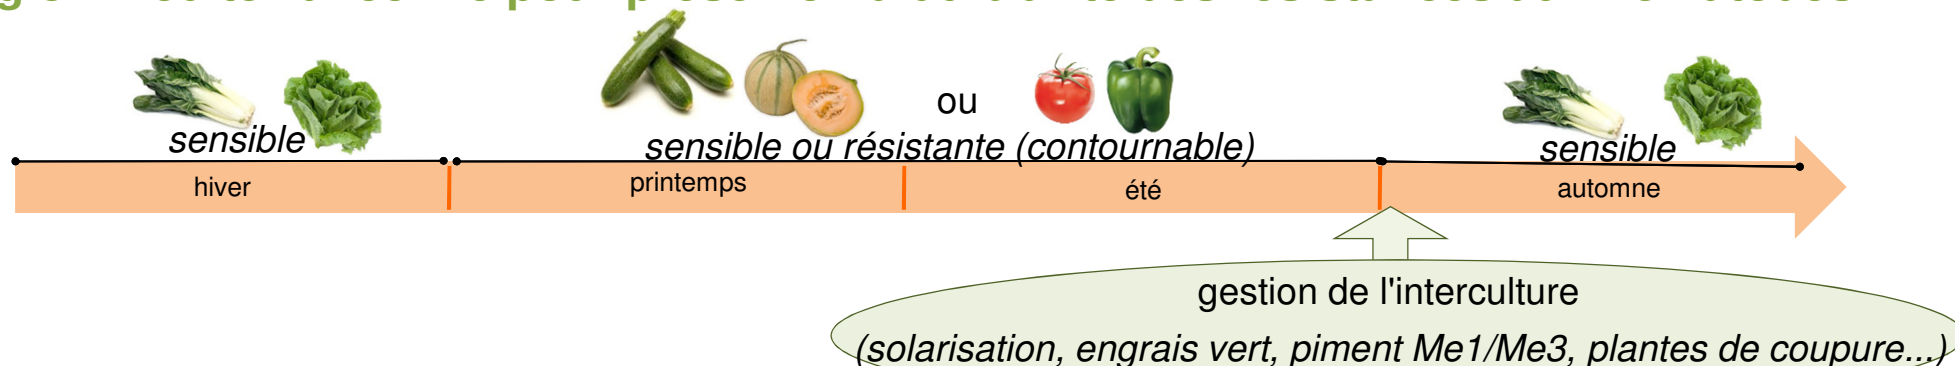 ou
sensible
sensible ou résistante (contournable)
sensible
hiver
printemps
été
automne
gestion de l'interculture
(solarisation, engrais vert, piment Me1/Me3, plantes de coupure...)